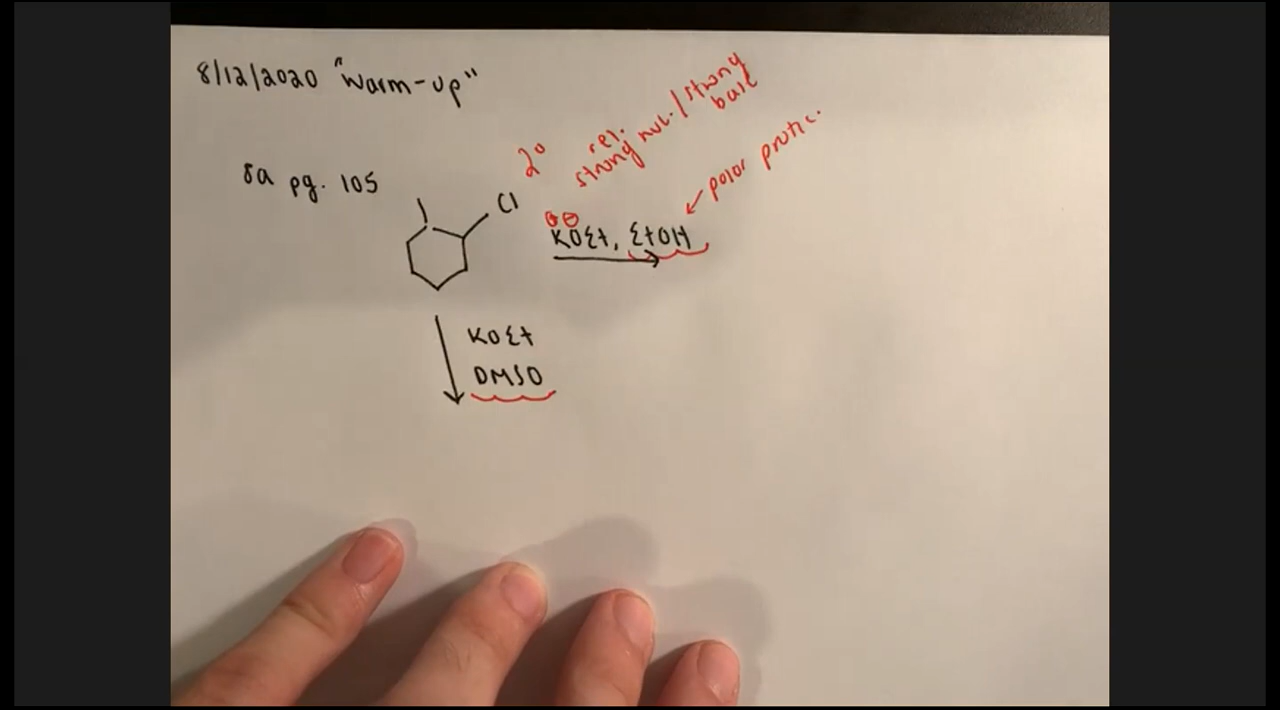 8/12/2020 "warm-up"
8a pg. 105
Cl
2°
rel.
strong nuc./strong
base
polar protic.
⊕ ⊖
KOEt, EtOH
KOEt
DMSO